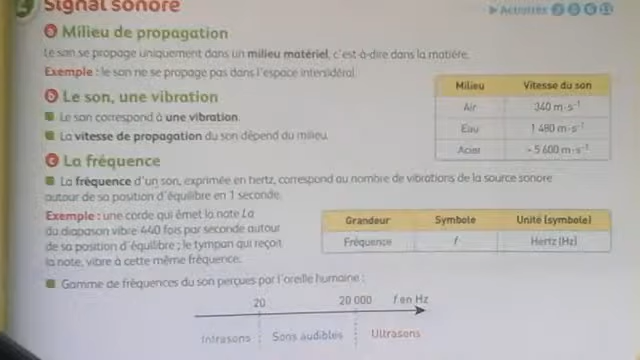 Signal sonore
▶ Activités
a Milieu de propagation
Le son se propage uniquement dans un milieu matériel, c'est-à-dire dans la matière.
Exemple : le son ne se propage pas dans l'espace intersidéral.
Milieu Vitesse du son
Air 340 m·s⁻¹
Eau 1 480 m·s⁻¹
Acier ~ 5 600 m·s⁻¹
b Le son, une vibration
Le son correspond à une vibration.
La vitesse de propagation du son dépend du milieu.
c La fréquence
La fréquence d'un son, exprimée en hertz, correspond au nombre de vibrations de la source sonore
autour de sa position d'équilibre en 1 seconde.
Exemple : une corde qui émet la note La
du diapason vibre 440 fois par seconde autour
de sa position d'équilibre ; le tympan qui reçoit
la note, vibre à cette même fréquence.
Grandeur Symbole Unité (symbole)
Fréquence f Hertz (Hz)
Gamme de fréquences du son perçues par l'oreille humaine :
20 20 000 f en Hz
Infrasons Sons audibles Ultrasons